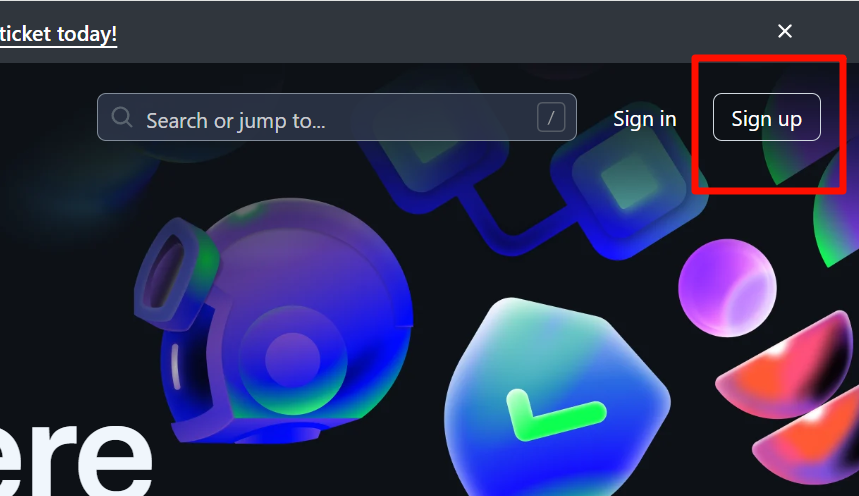 ticket today!
Search or jump to... /
Sign in
Sign up
ere